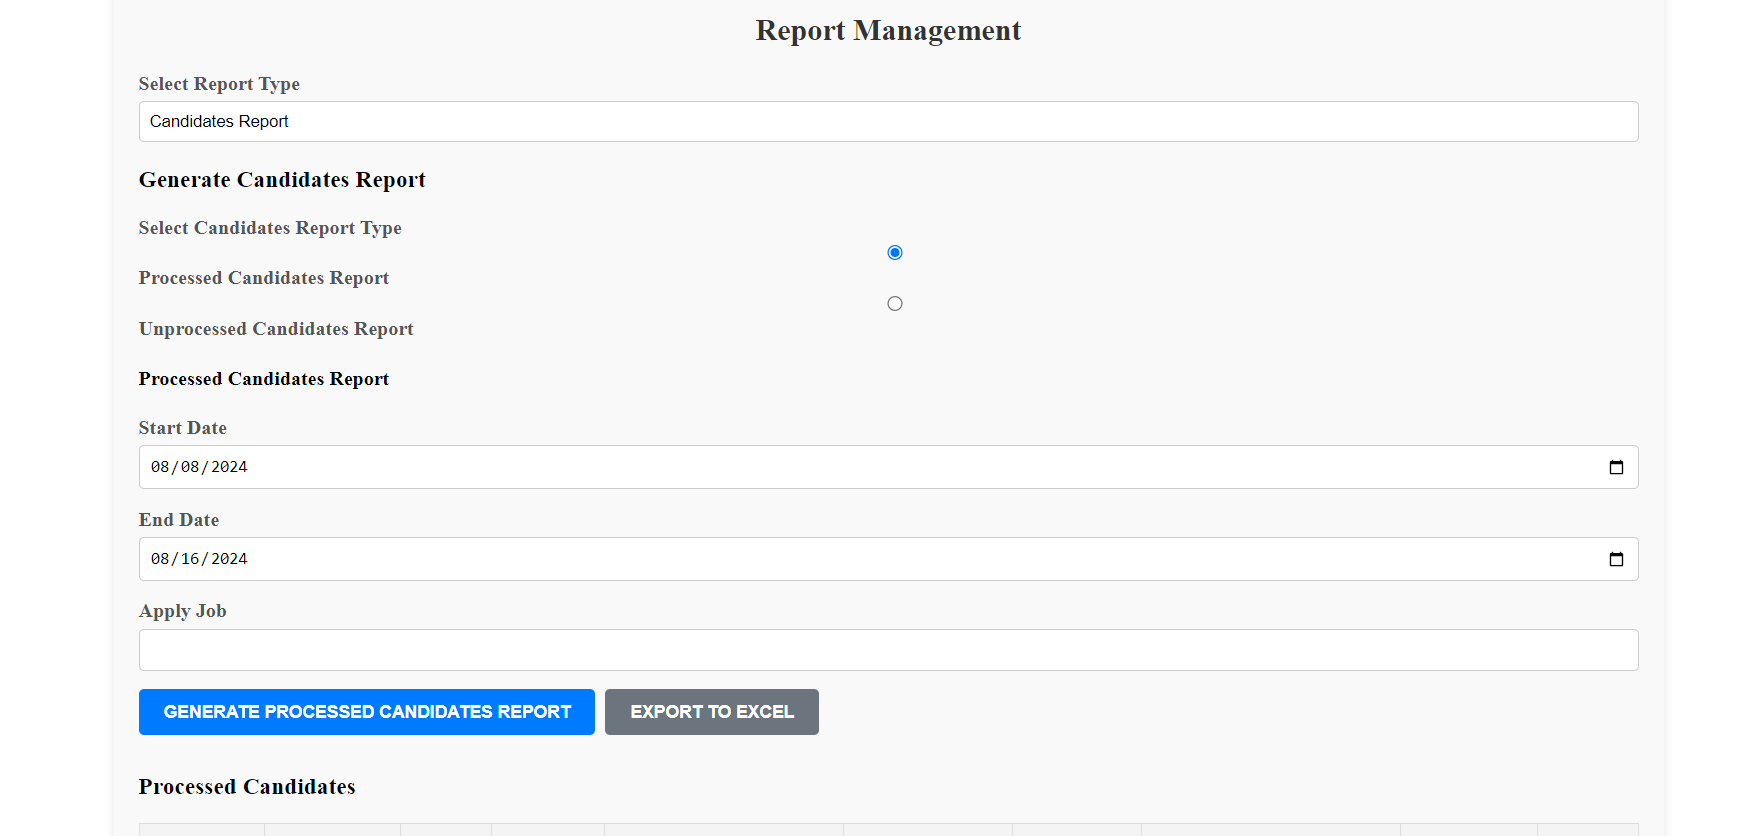 Report Management
Select Report Type
Candidates Report
Generate Candidates Report
Select Candidates Report Type
Processed Candidates Report
Unprocessed Candidates Report
Processed Candidates Report
Start Date
08/08/2024
End Date
08/16/2024
Apply Job
GENERATE PROCESSED CANDIDATES REPORT EXPORT TO EXCEL
Processed Candidates